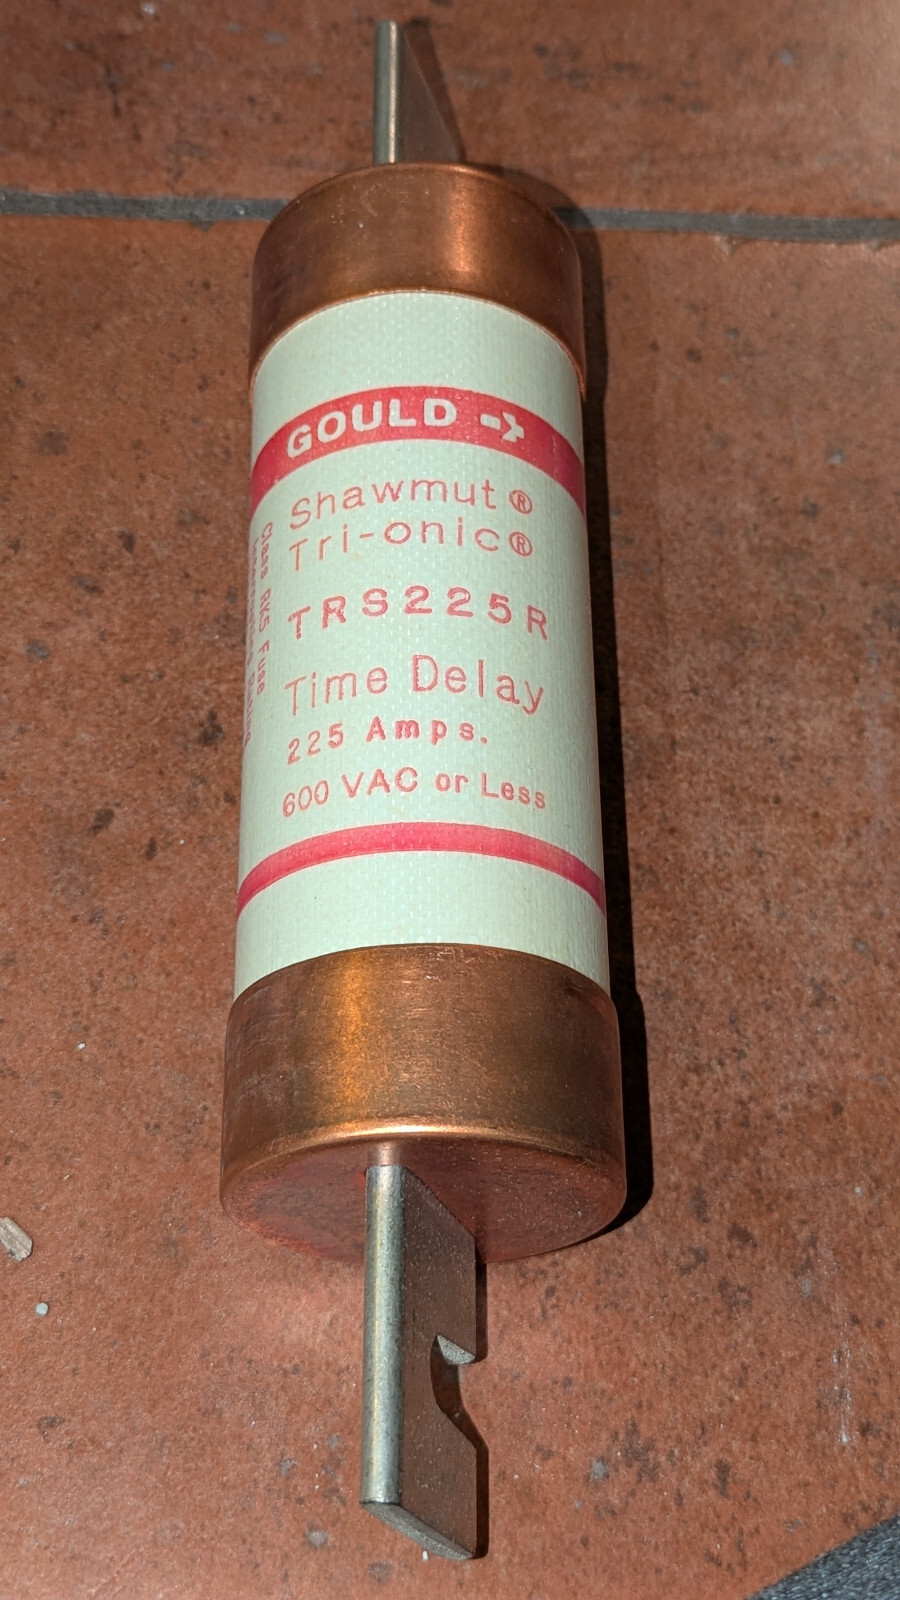 GOULD
Shawmut®
Tri-onic®
TRS225R
Time Delay
225 Amps.
600 VAC or Less
Class RK5 Fuse